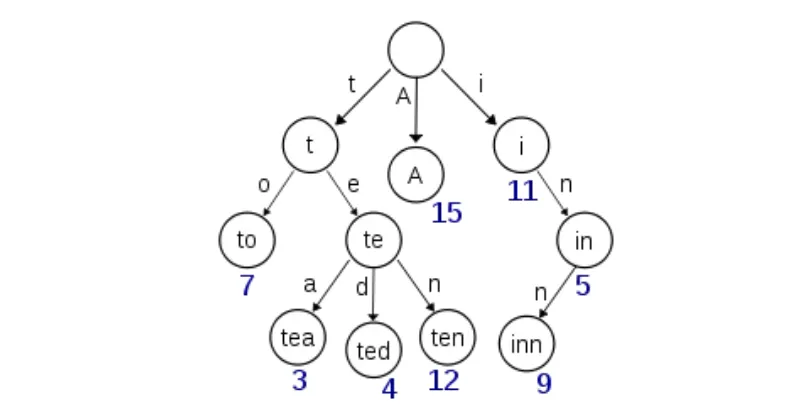 t A i
t A i
15 11
o e n
to te in
7 5
a d n n
tea ted ten inn
3 4 12 9